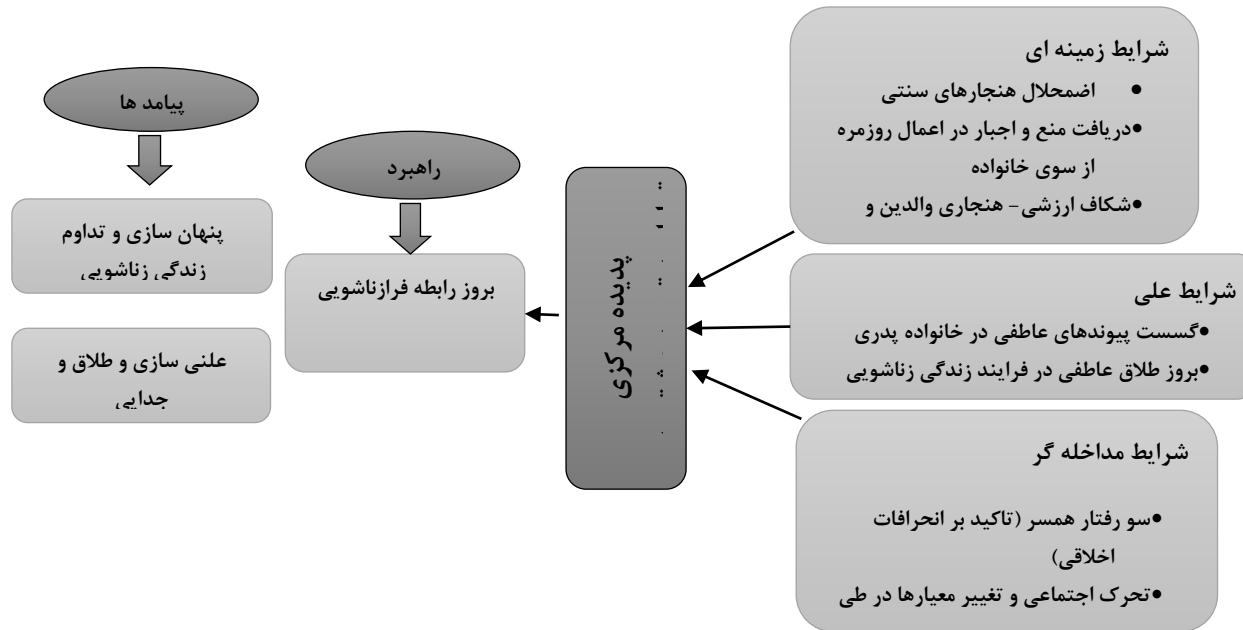 شرایط زمینه ای
• اضمحلال هنجارهای سنتی
•دریافت منع و اجبار در اعمال روزمره
از سوی خانواده
•شکاف ارزشی- هنجاری والدین و
شرایط علی
•گسست پیوندهای عاطفی در خانواده پدری
•بروز طلاق عاطفی در فرایند زندگی زناشویی
شرایط مداخله گر
•سو رفتار همسر (تاکید بر انحرافات
اخلاقی)
•تحرک اجتماعی و تغییر معیارها در طی
پدیده مرکزی
راهبرد
بروز رابطه فرازناشویی
پیامد ها
پنهان سازی و تداوم
زندگی زناشویی
علنی سازی و طلاق و
جدایی